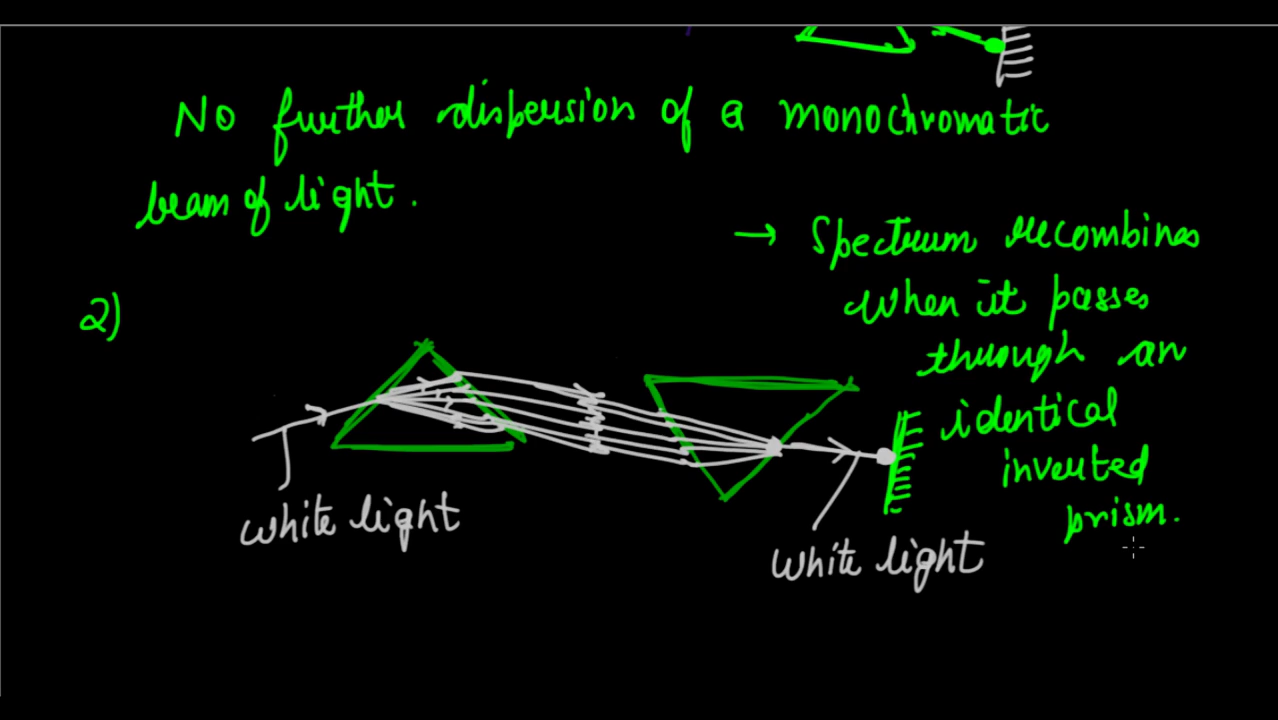 No further dispersion of a monochromatic
beam of light.
2)
→ Spectrum recombines
when it passes
through an
identical
inverted
prism.
white light
white light